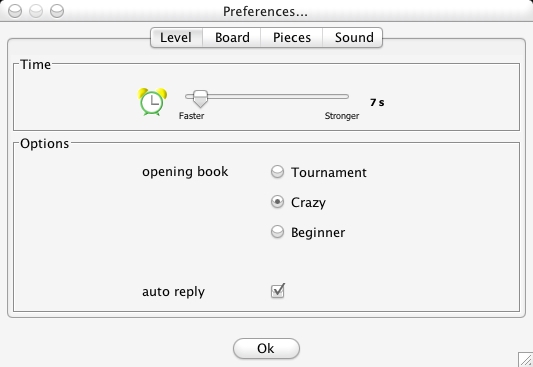 Preferences...
Level Board Pieces Sound
Time
7 s
Faster Stronger
Options
opening book Tournament
Crazy
Beginner
auto reply
Ok